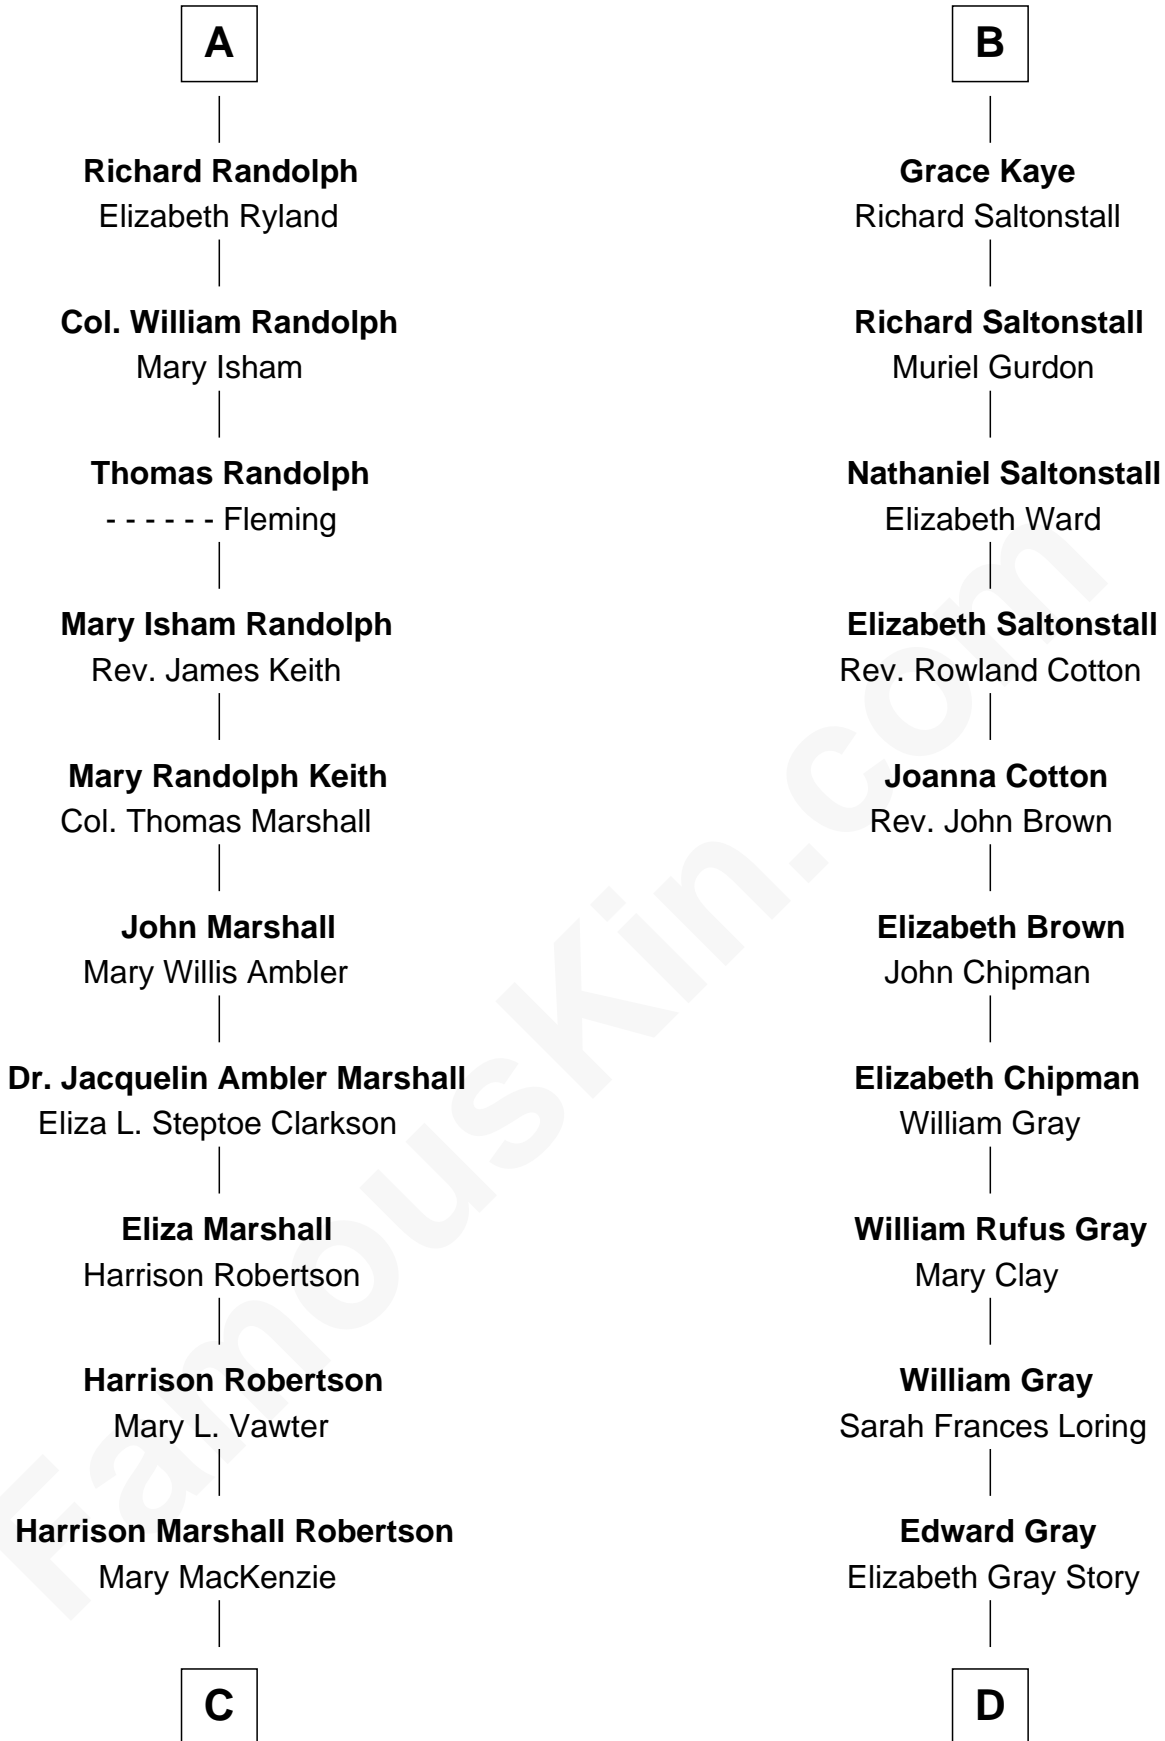 A
Richard Randolph
Elizabeth Ryland
Col. William Randolph
Mary Isham
Thomas Randolph
- - - - - - Fleming
Mary Isham Randolph
Rev. James Keith
Mary Randolph Keith
Col. Thomas Marshall
John Marshall
Mary Willis Ambler
Dr. Jacquelin Ambler Marshall
Eliza L. Steptoe Clarkson
Eliza Marshall
Harrison Robertson
Harrison Robertson
Mary L. Vawter
Harrison Marshall Robertson
Mary MacKenzie
C
B
Grace Kaye
Richard Saltonstall
Richard Saltonstall
Muriel Gurdon
Nathaniel Saltonstall
Elizabeth Ward
Elizabeth Saltonstall
Rev. Rowland Cotton
Joanna Cotton
Rev. John Brown
Elizabeth Brown
John Chipman
Elizabeth Chipman
William Gray
William Rufus Gray
Mary Clay
William Gray
Sarah Frances Loring
Edward Gray
Elizabeth Gray Story
D
FamousKin.com